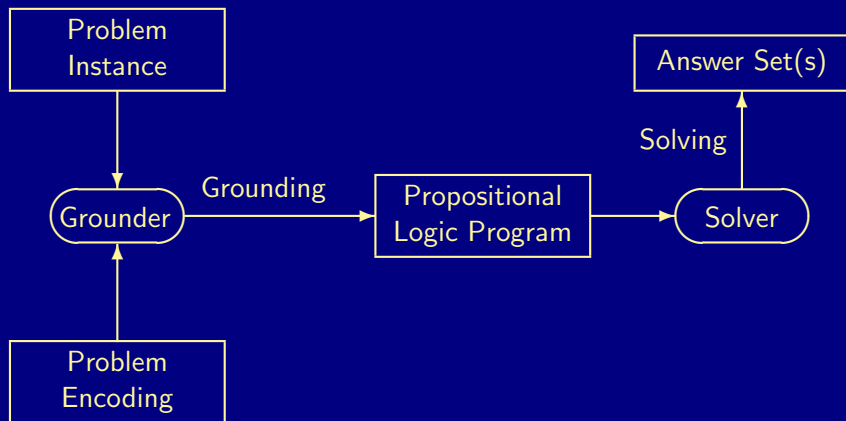 Problem
Instance
Answer Set(s)
Solving
Grounding
Grounder
Propositional
Logic Program
Solver
Problem
Encoding